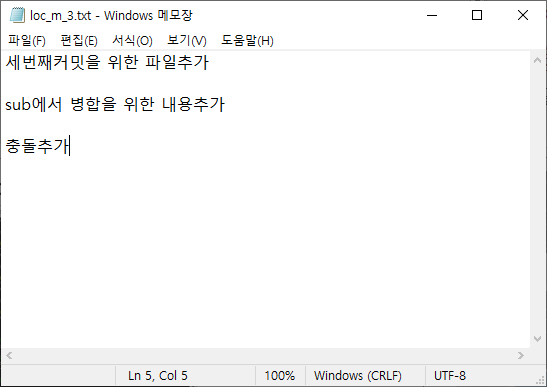 loc_m_3.txt - Windows 메모장
파일(F) 편집(E) 서식(O) 보기(V) 도움말(H)
세번째커밋을 위한 파일추가
sub에서 병합을 위한 내용추가
충돌추가
Ln 5, Col 5 100% Windows (CRLF) UTF-8